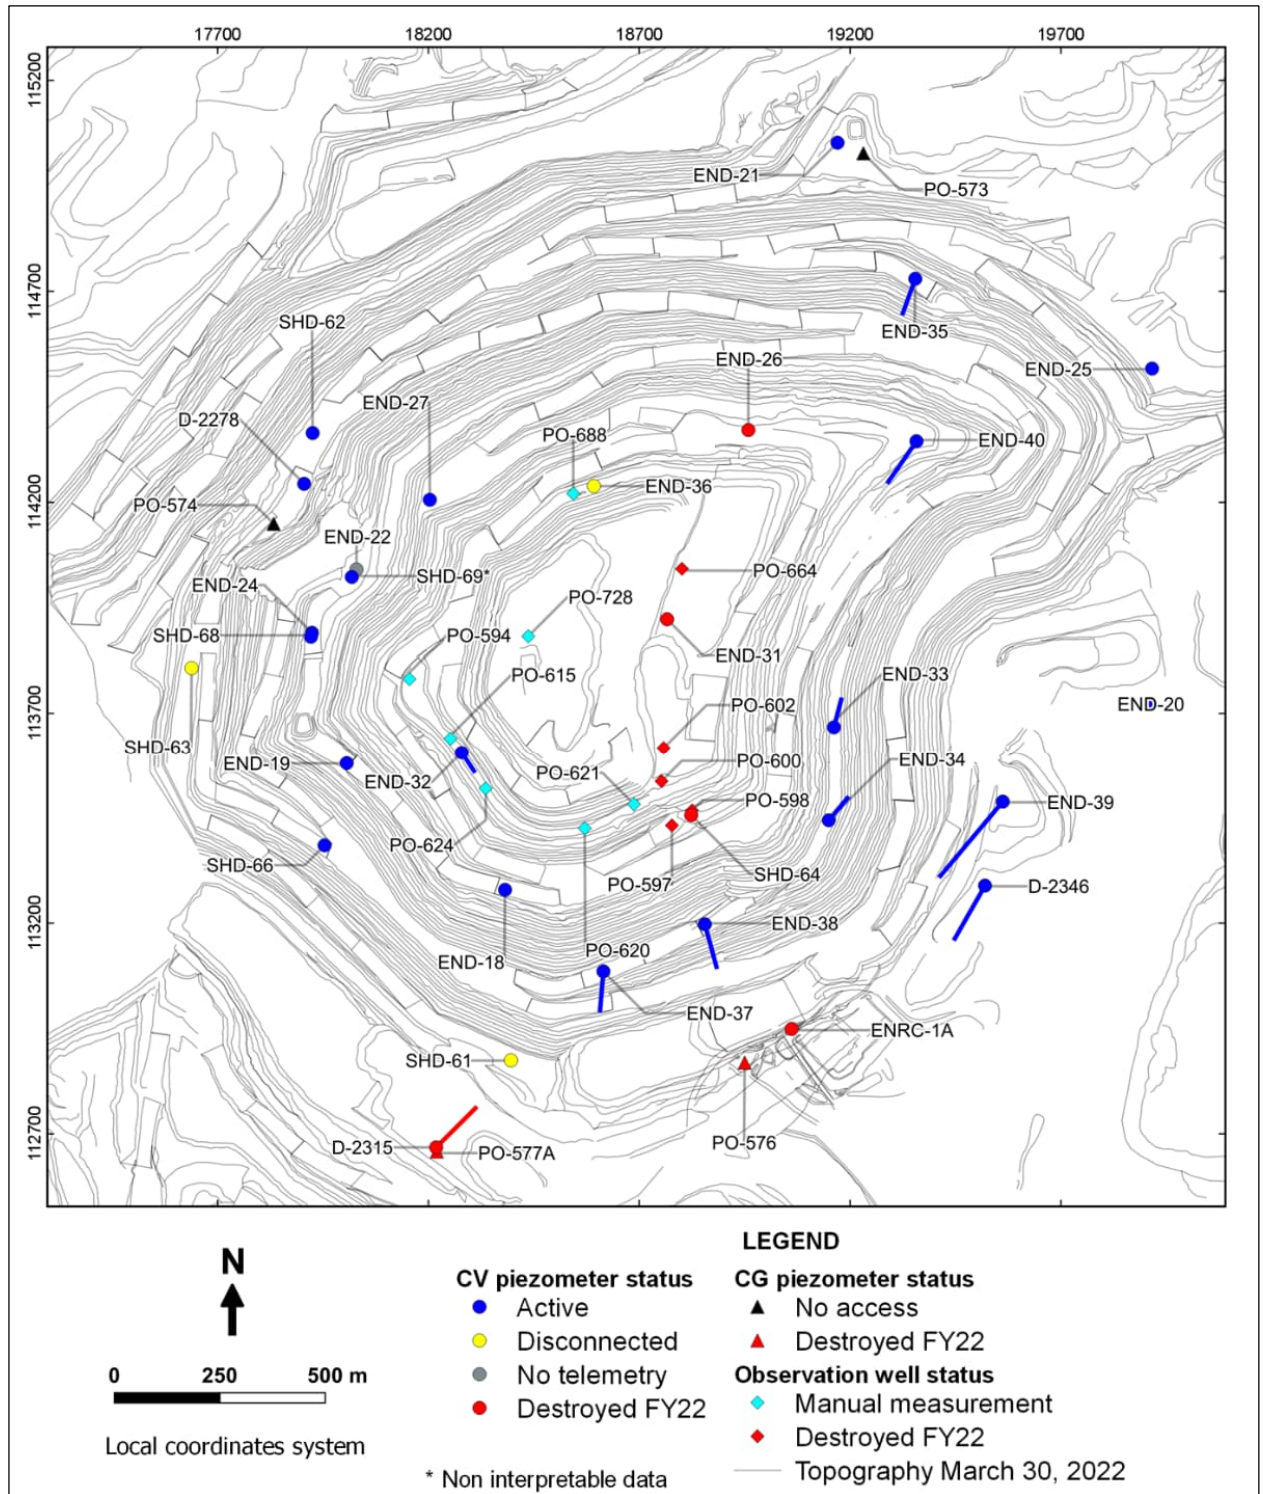 17700 18200 18700 19200 19700
115200
END-21
PO-573
114700
SHD-62
END-35
END-26
END-25
END-27
D-2278
PO-688
END-40
END-36
PO-574
114200
END-22
PO-664
END-24
SHD-69*
PO-728
SHD-68
PO-594
END-31
PO-615
END-33
PO-602
END-20
113700
SHD-63
END-19
END-34
PO-600
PO-621
END-32
PO-598
END-39
PO-624
SHD-66
SHD-64
PO-597
D-2346
113200
END-38
PO-620
END-18
END-37
ENRC-1A
SHD-61
PO-576
112700
D-2315
PO-577A
N
0 250 500 m
Local coordinates system
LEGEND
CV piezometer status
Active
Disconnected
No telemetry
Destroyed FY22
* Non interpretable data
CG piezometer status
No access
Destroyed FY22
Observation well status
Manual measurement
Destroyed FY22
Topography March 30, 2022